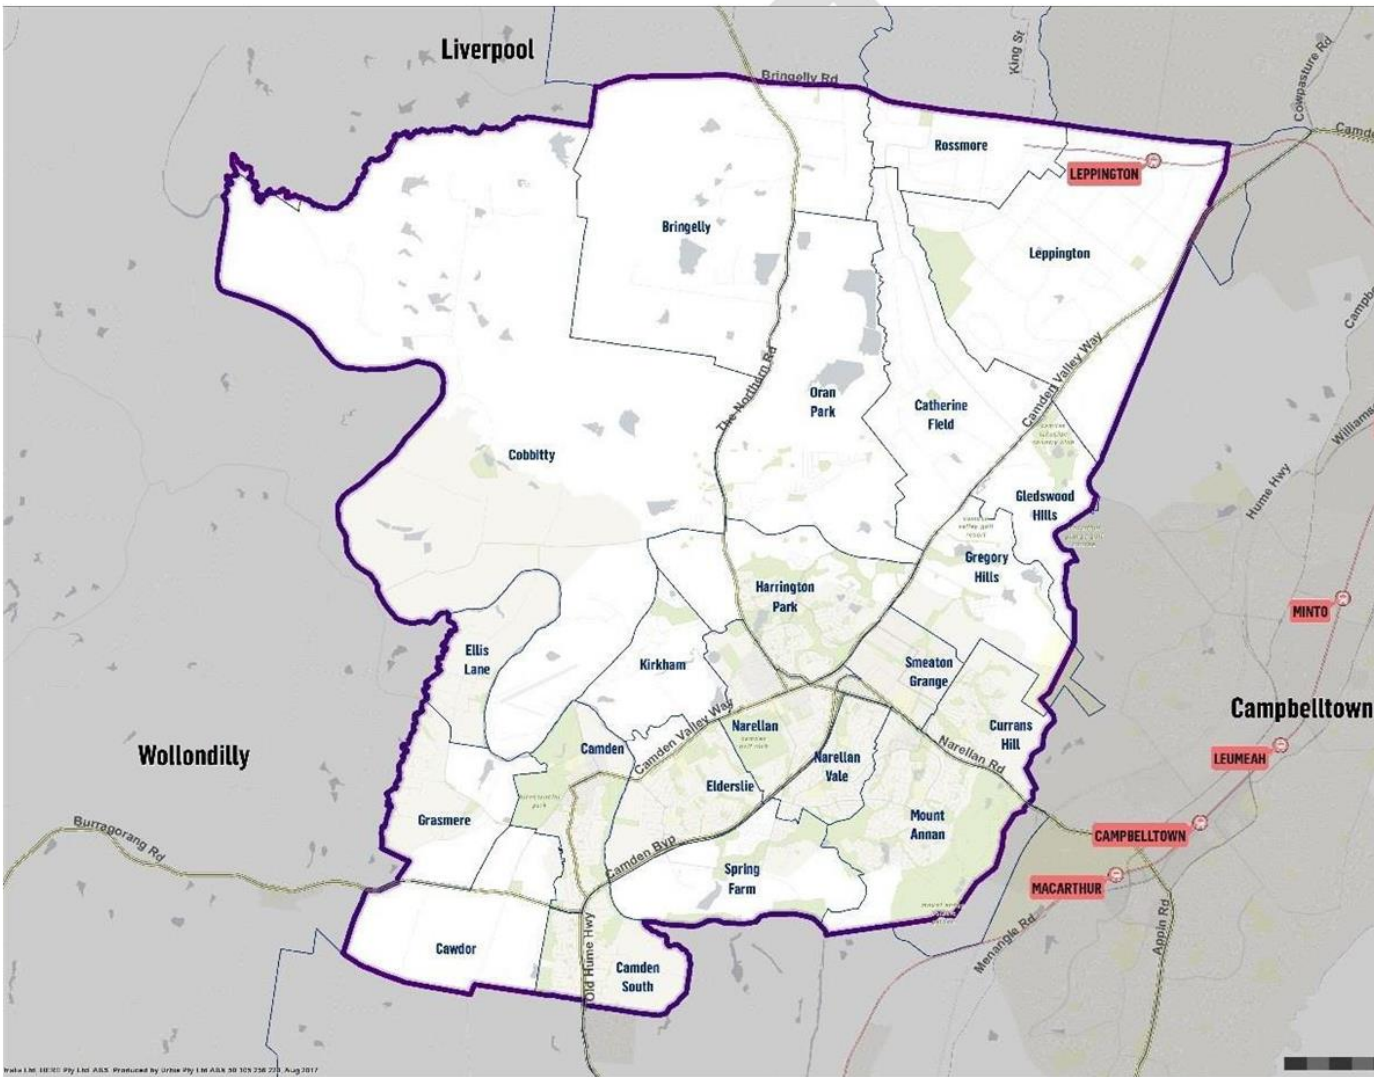 Liverpool
Bringelly Rd
King St
Cowpasture Rd
Camde
Rossmore
LEPPINGTON
Bringelly
Leppington
Campbe
Camden Valley Way
The Northern Rd
Oran
Park
Catherine
Field
Williams
Cobbitty
Hume Hwy
Gledswood
Hills
Gregory
Hills
Harrington
Park
MINTO
Ellis
Lane
Kirkham
Smeaton
Grange
Campbelltown
Camden Valley Way
Narellan
Currans
Hill
Wollondilly
Camden
Narellan Rd
LEUMEAH
Narellan
Vale
Elderslie
Grasmere
Mount
Annan
Burragorang Rd
CAMPBELLTOWN
Camden Byp
Spring
Farm
MACARTHUR
Old Hume Hwy
Menangle Rd
Appin Rd
Cawdor
Camden
South